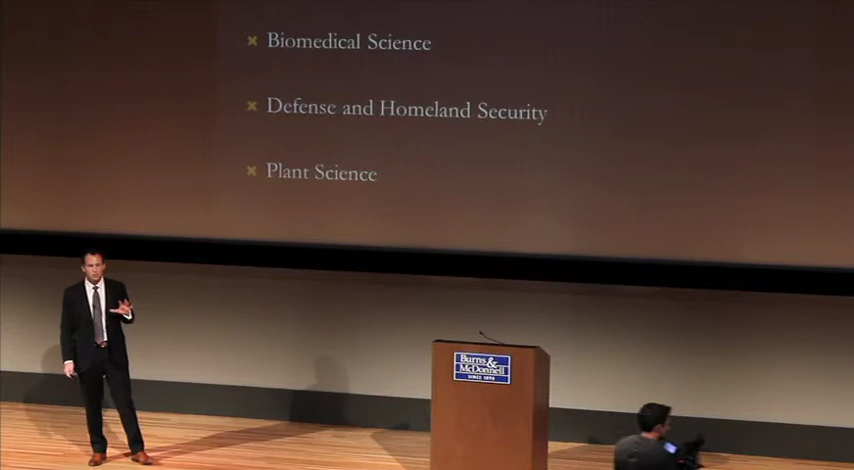 Biomedical Science
Defense and Homeland Security
Plant Science
Burns &
McDonnell
SINCE 1898